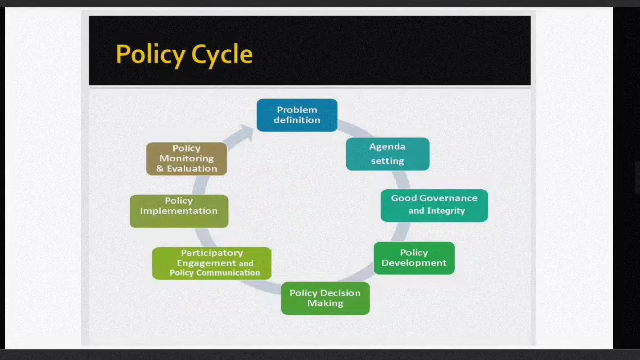 Policy Cycle
Problem
definition
Agenda
setting
Good Governance
and Integrity
Policy
Development
Policy Decision
Making
Participatory
Engagement and
Policy Communication
Policy
Implementation
Policy
Monitoring
& Evaluation